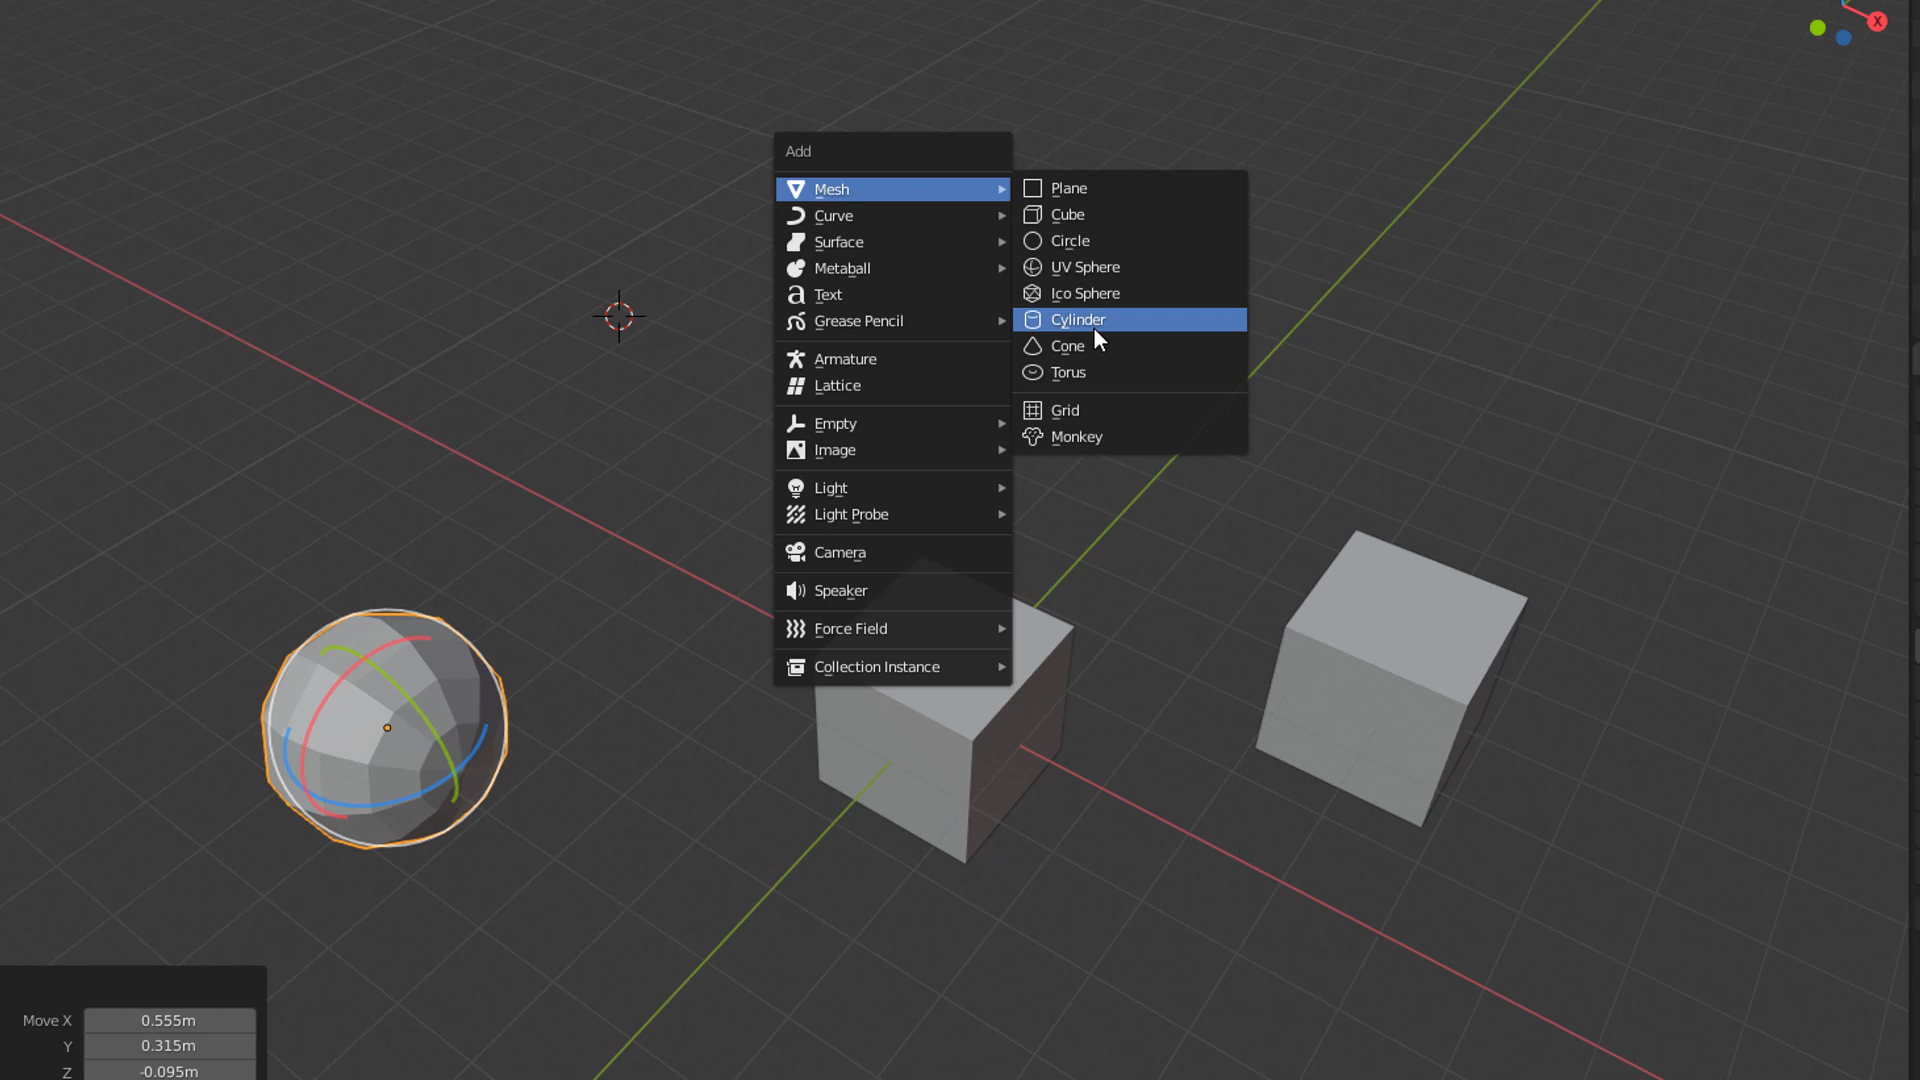 X
Add
Mesh
Curve
Surface
Metaball
Text
Grease Pencil
Armature
Lattice
Empty
Image
Light
Light Probe
Camera
Speaker
Force Field
Collection Instance
Plane
Cube
Circle
UV Sphere
Ico Sphere
Cylinder
Cone
Torus
Grid
Monkey
Move X 0.555m
Y 0.315m
Z -0.095m